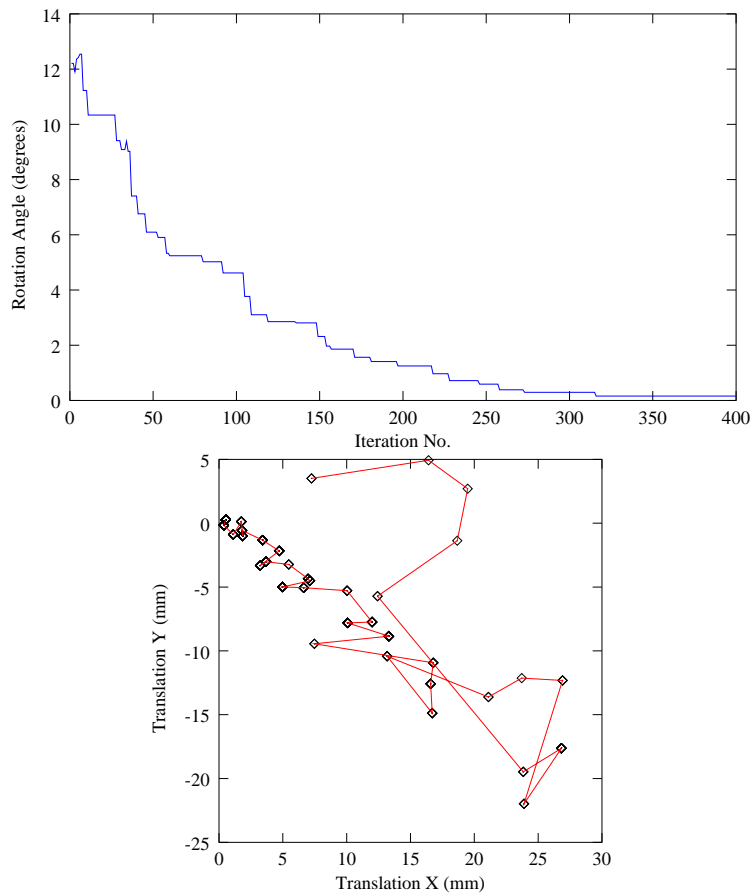 14
12
10
8
6
4
2
0
Rotation Angle (degrees)
0 50 100 150 200 250 300 350 400
Iteration No.
5
0
-5
-10
-15
-20
-25
Translation Y (mm)
0 5 10 15 20 25 30
Translation X (mm)